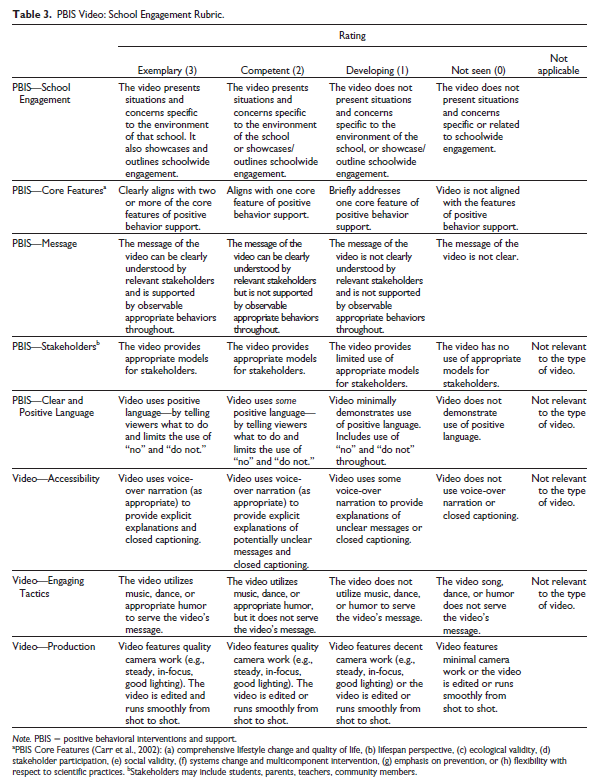 Table 3. PBIS Video: School Engagement Rubric.
Rating
Exemplary (3) Competent (2) Developing (1) Not seen (0) Not applicable
PBIS—School Engagement
The video presents
situations and
concerns specific
to the environment
of that school. It
also showcases and
outlines schoolwide
engagement.
The video presents
situations and
concerns specific
to the environment
of the school
or showcases/
outlines schoolwide
engagement.
The video does not
present situations
and concerns
specific to the
environment of the
school, or showcase/
outline schoolwide
engagement.
The video does not
present situations
and concerns
specific or related
to schoolwide
engagement.
PBIS—Core Featuresa
Clearly aligns with two
or more of the core
features of positive
behavior support.
Aligns with one core
feature of positive
behavior support.
Briefly addresses
one core feature of
positive behavior
support.
Video is not aligned
with the features
of positive
behavior support.
PBIS—Message
The message of the
video can be clearly
understood by
relevant stakeholders
and is supported
by observable
appropriate behaviors
throughout.
The message of the
video can be clearly
understood by
relevant stakeholders
but is not supported
by observable
appropriate behaviors
throughout.
The message of the
video is not clearly
understood by
relevant stakeholders
and is not supported
by observable
appropriate behaviors
throughout.
The message of the
video is not clear.
PBIS—Stakeholdersb
The video provides
appropriate models
for stakeholders.
The video provides
appropriate models
for stakeholders.
The video provides
limited use of
appropriate models
for stakeholders.
The video has no
use of appropriate
models for
stakeholders.
Not relevant
to the type
of video.
PBIS—Clear and
Positive Language
Video uses positive
language—by telling
viewers what to do
and limits the use of
“no” and “do not.”
Video uses some
positive language—
by telling viewers
what to do and
limits the use of
“no” and “do not.”
Video minimally
demonstrates use
of positive language.
Includes use of
“no” and “do not”
throughout.
Video does not
demonstrate
use of positive
language.
Not relevant
to the type
of video.
Video—Accessibility
Video uses voice-
over narration (as
appropriate) to
provide explicit
explanations and
closed captioning.
Video uses voice-
over narration (as
appropriate) to
provide explicit
explanations of
potentially unclear
messages and
closed captioning.
Video uses some
voice-over
narration to provide
explanations of
unclear messages or
closed captioning.
Video does not
use voice-over
narration or
closed captioning.
Not relevant
to the type
of video.
Video—Engaging
Tactics
The video utilizes
music, dance, or
appropriate humor
to serve the video’s
message.
The video utilizes
music, dance, or
appropriate humor,
but it does not serve
the video’s message.
The video does not
utilize music, dance,
or humor to serve the
video’s message.
The video song,
dance, or humor
does not serve
the video’s
message.
Not relevant
to the type
of video.
Video—Production
Video features quality
camera work (e.g.,
steady, in-focus,
good lighting). The
video is edited and
runs smoothly from
shot to shot.
Video features quality
camera work (e.g.,
steady, in-focus,
good lighting). The
video is edited or
runs smoothly from
shot to shot.
Video features decent
camera work (e.g.,
steady, in-focus,
good lighting) or the
video is edited or
runs smoothly from
shot to shot.
Video features
minimal camera
work or the video
is edited or runs
smoothly from
shot to shot.
Note. PBIS = positive behavioral interventions and support.
aPBIS Core Features (Carr et al., 2002): (a) comprehensive lifestyle change and quality of life, (b) lifespan perspective, (c) ecological validity, (d)
stakeholder participation, (e) social validity, (f) systems change and multicomponent intervention, (g) emphasis on prevention, or (h) flexibility with
respect to scientific practices. bStakeholders may include students, parents, teachers, community members.